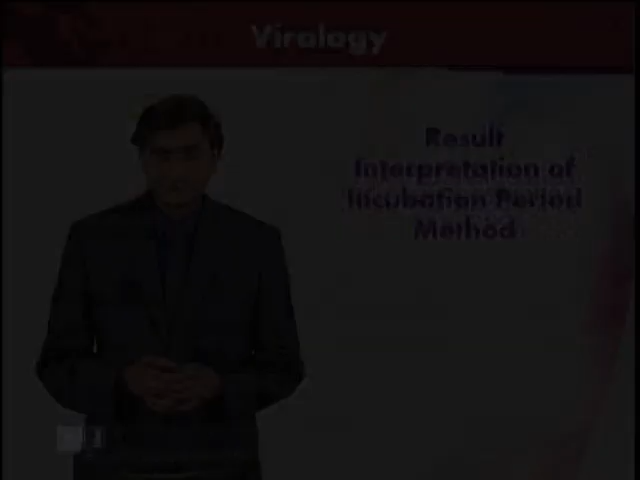 Virology
Result
Interpretation of
Incubation Period
Method